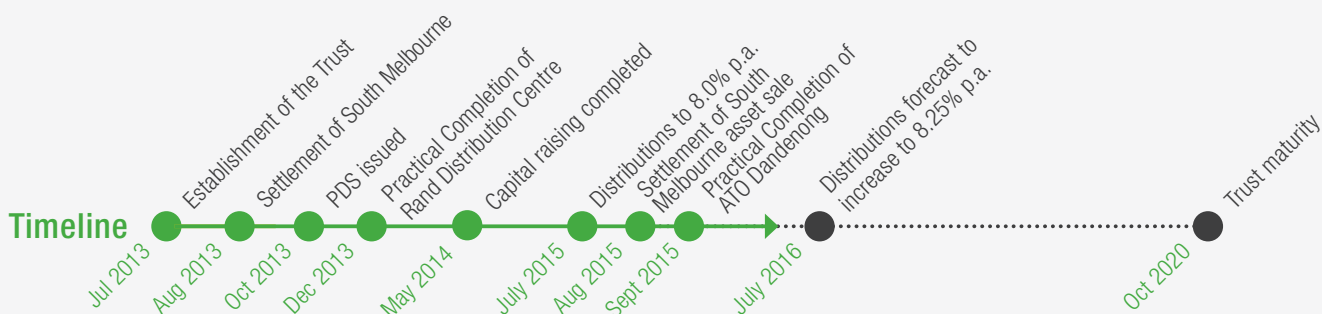 Timeline
Establishment of the Trust
Settlement of South Melbourne
PDS issued
Practical Completion of
Rand Distribution Centre
Capital raising completed
Distributions to 8.0% p.a.
Settlement of South
Melbourne asset sale
Practical Completion of
ATO Dandenong
Distributions forecast to
increase to 8.25% p.a.
Trust maturity
Jul 2013
Aug 2013
Oct 2013
Dec 2013
May 2014
July 2015
Aug 2015
Sept 2015
July 2016
Oct 2020